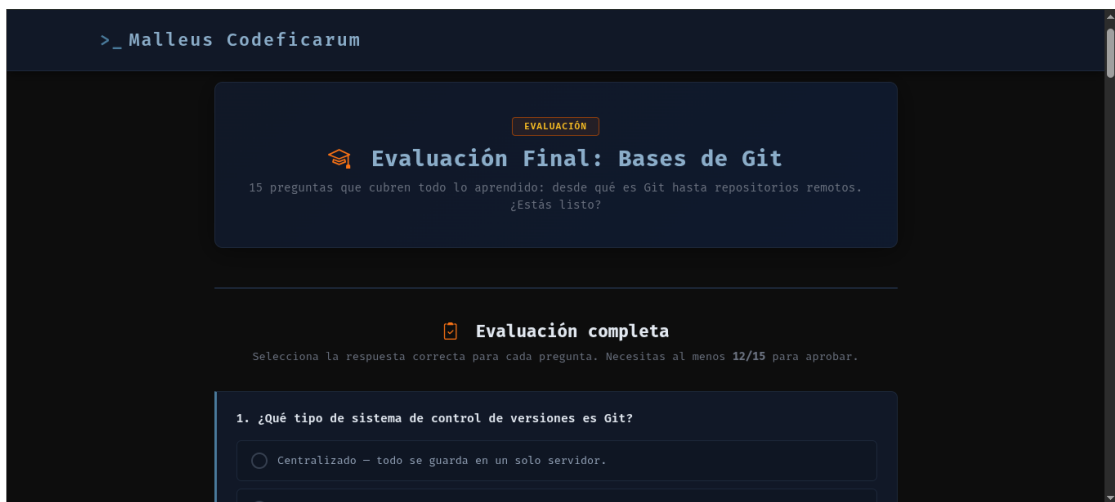 >_ Malleus Codeficarum
EVALUACIÓN
Evaluación Final: Bases de Git
15 preguntas que cubren todo lo aprendido: desde qué es Git hasta repositorios remotos.
¿Estás listo?
Evaluación completa
Selecciona la respuesta correcta para cada pregunta. Necesitas al menos 12/15 para aprobar.
1. ¿Qué tipo de sistema de control de versiones es Git?
Centralizado — todo se guarda en un solo servidor.